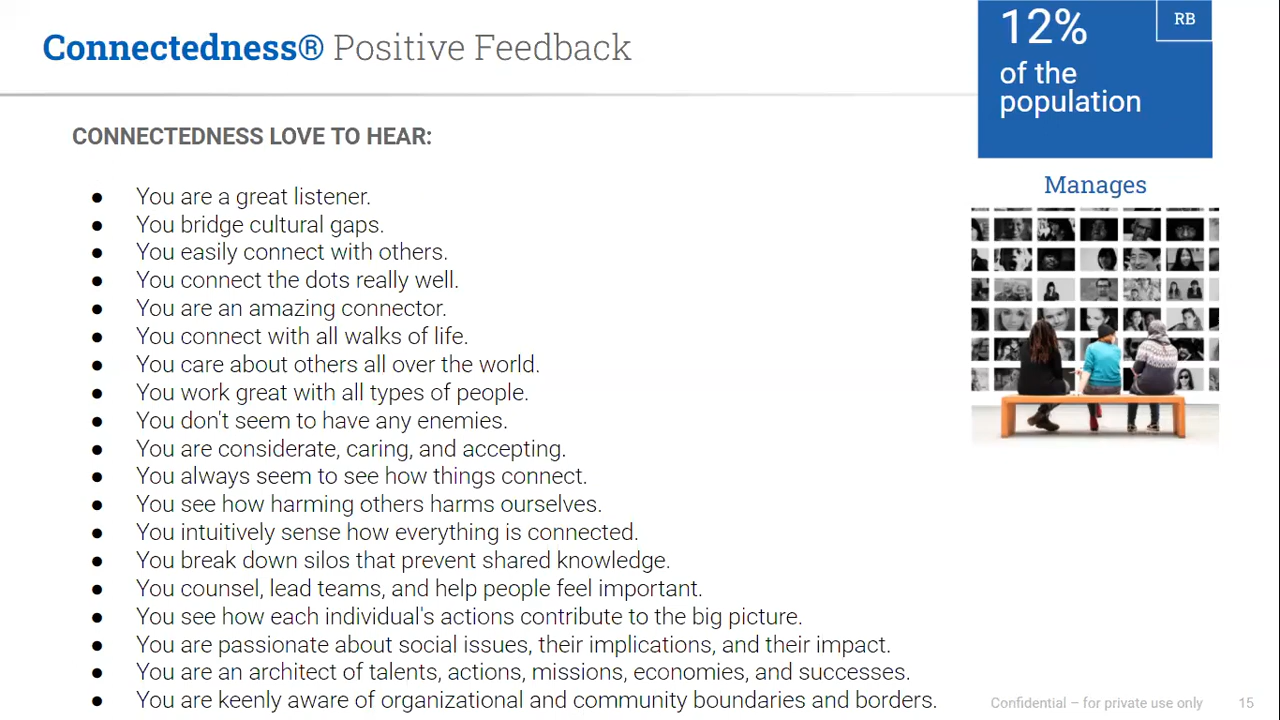 Connectedness® Positive Feedback
12%
RB
of the
population
CONNECTEDNESS LOVE TO HEAR:
Manages
● You are a great listener.
● You bridge cultural gaps.
● You easily connect with others.
● You connect the dots really well.
● You are an amazing connector.
● You connect with all walks of life.
● You care about others all over the world.
● You work great with all types of people.
● You don't seem to have any enemies.
● You are considerate, caring, and accepting.
● You always seem to see how things connect.
● You see how harming others harms ourselves.
● You intuitively sense how everything is connected.
● You break down silos that prevent shared knowledge.
● You counsel, lead teams, and help people feel important.
● You see how each individual's actions contribute to the big picture.
● You are passionate about social issues, their implications, and their impact.
● You are an architect of talents, actions, missions, economies, and successes.
● You are keenly aware of organizational and community boundaries and borders.
Confidential – for private use only 15